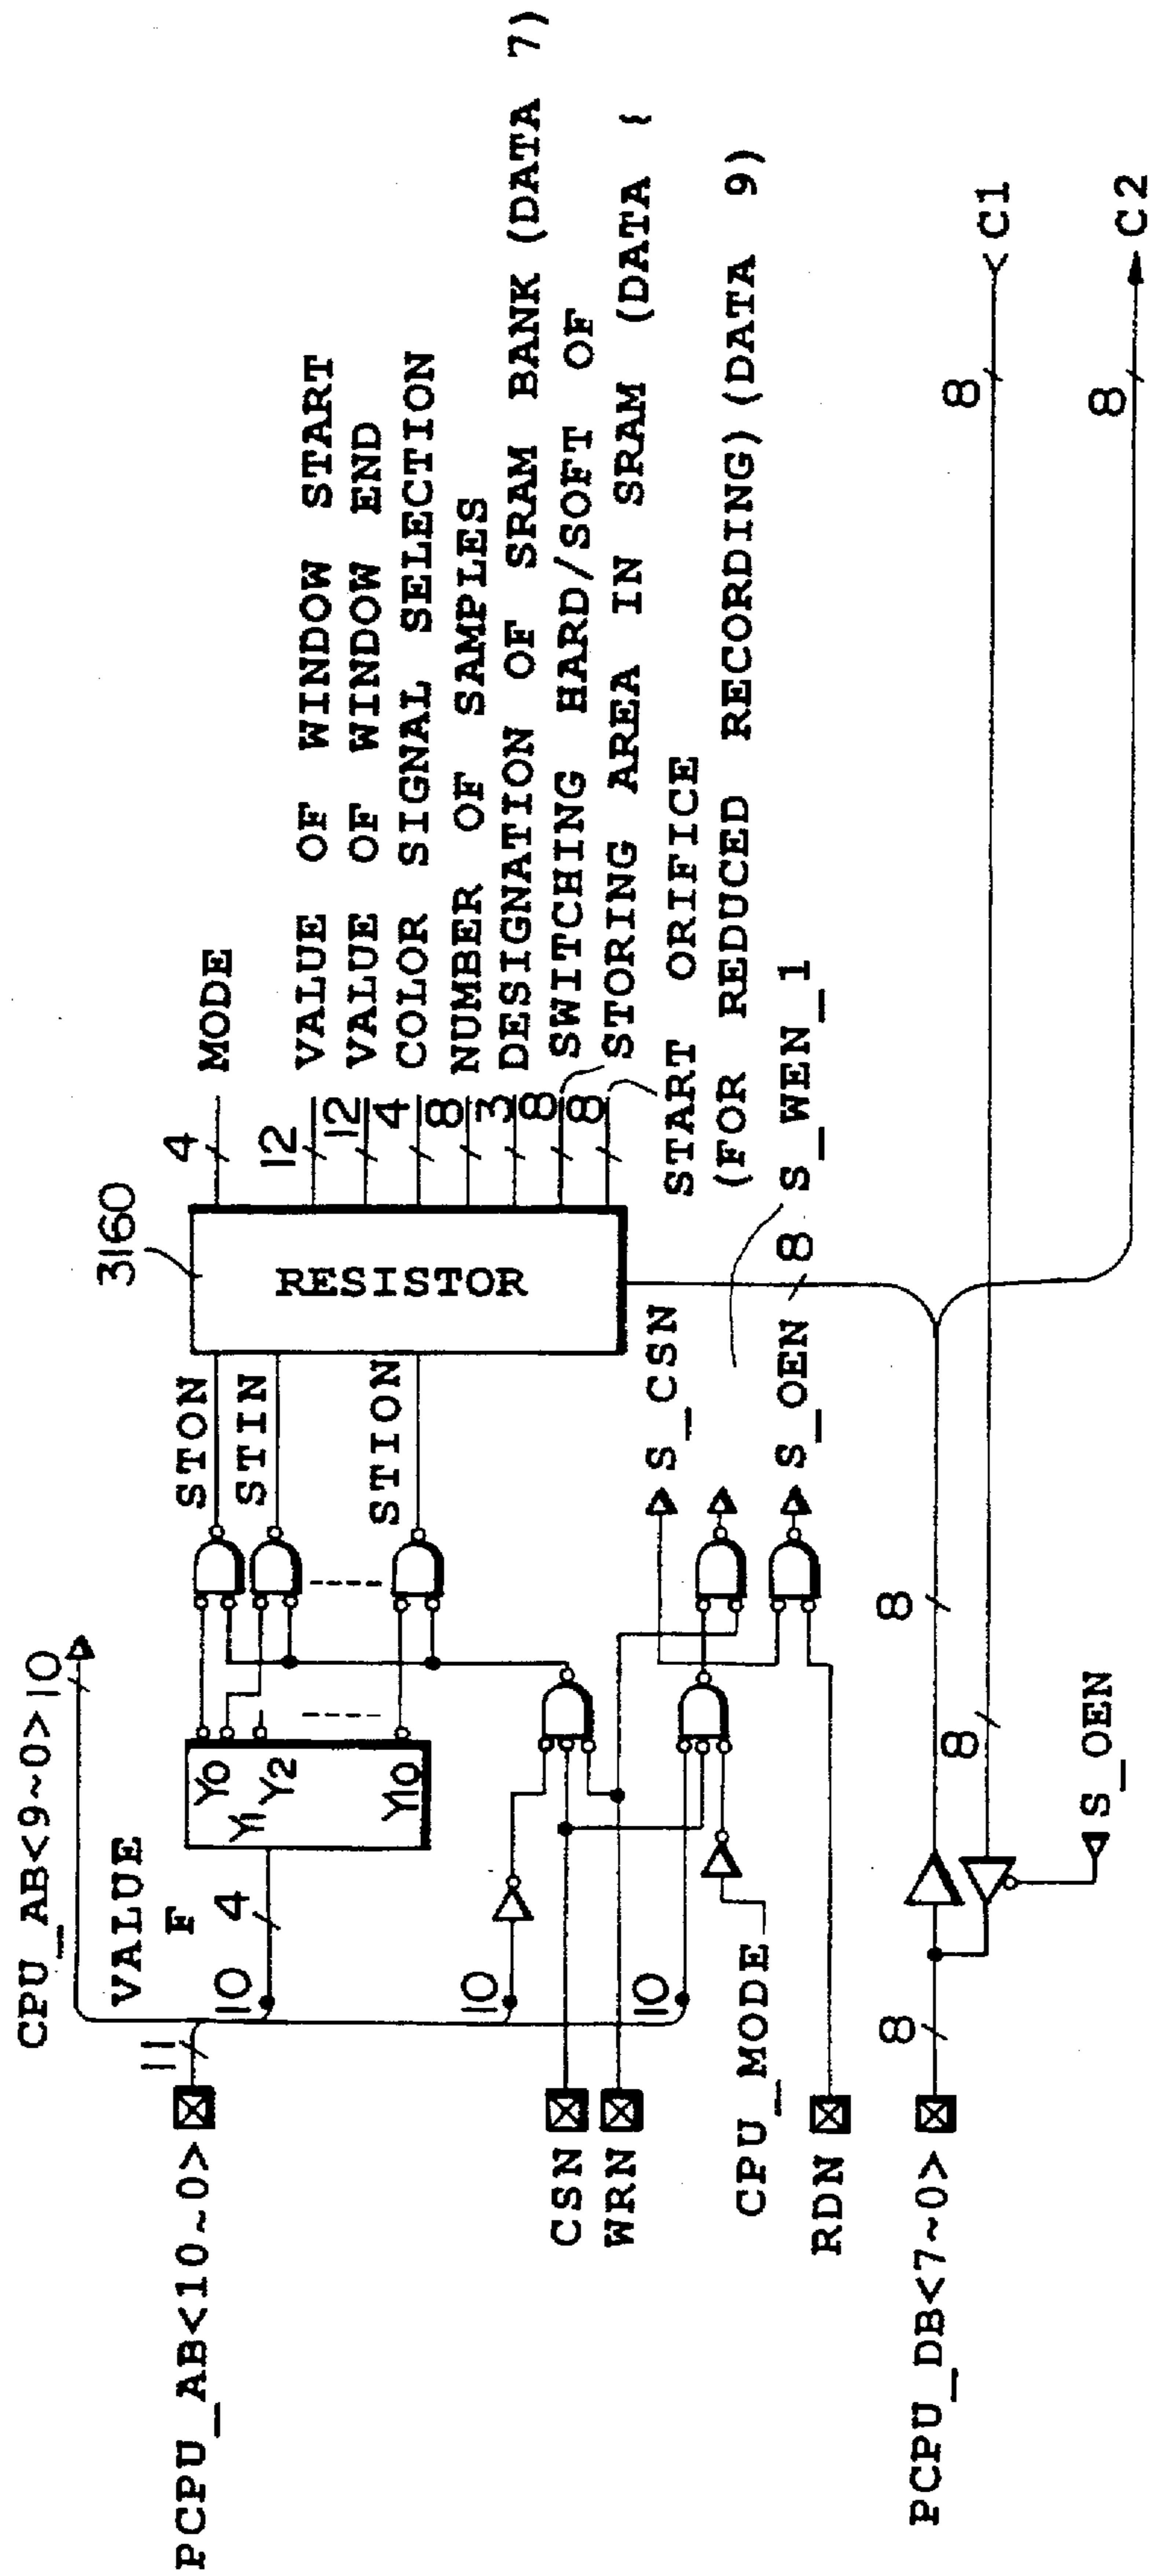 CPU_AB<9~0>10
VALUE
F
PCPU_AB<10~0>
11
10
4
Y0
Y1
Y2
Y10
STON
STIN
STION
3160
RESISTOR
4
MODE
12
VALUE OF WINDOW START
12
VALUE OF WINDOW END
4
COLOR SIGNAL SELECTION
8
NUMBER OF SAMPLES
3
DESIGNATION OF SRAM BANK (DATA 7)
8
SWITCHING HARD/SOFT OF
STORING AREA IN SRAM (DATA
8
START ORIFICE
(FOR REDUCED RECORDING) (DATA 9)
10
10
CSN
WRN
CPU_MODE
RDN
S_CSN
S_WEN_1
S_OEN
8
PCPU_DB<7~0>
8
8
8
S_OEN
8
C1
8
C2